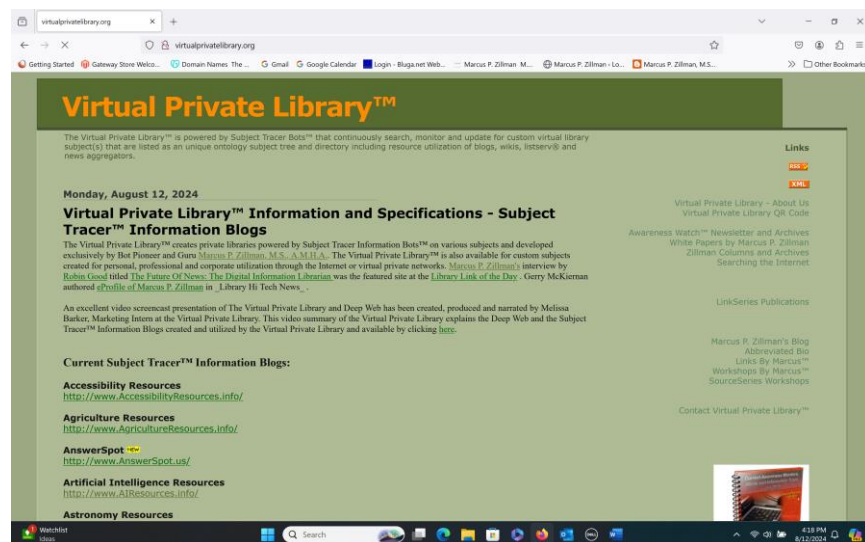 virtualprivatelibrary.org
virtualprivatelibrary.org
Getting Started
Gateway Store Welco...
Domain Names The ...
Gmail
Google Calendar
Login - Bluga.net Web...
Marcus P. Zillman M...
Marcus P. Zillman - Lo...
Marcus P. Zillman, M.S...
Other Bookmarks
Virtual Private Library™
The Virtual Private Library™ is powered by Subject Tracer Bots™ that continuously search, monitor and update for custom virtual library
subject(s) that are listed as an unique ontology subject tree and directory including resource utilization of blogs, wikis, listserv® and
news aggregators.
Monday, August 12, 2024
Virtual Private Library™ Information and Specifications - Subject
Tracer™ Information Blogs
The Virtual Private Library™ creates private libraries powered by Subject Tracer Information Bots™ on various subjects and developed
exclusively by Bot Pioneer and Guru Marcus P. Zillman, M.S., A.M.H.A.. The Virtual Private Library™ is also available for custom subjects
created for personal, professional and corporate utilization through the Internet or virtual private networks. Marcus P. Zillman's interview by
Robin Good titled The Future Of News: The Digital Information Librarian was the featured site at the Library Link of the Day . Gerry McKiernan
authored eProfile of Marcus P. Zillman in _Library Hi Tech News_ .
An excellent video screencast presentation of The Virtual Private Library and Deep Web has been created, produced and narrated by Melissa
Barker, Marketing Intern at the Virtual Private Library. This video summary of the Virtual Private Library explains the Deep Web and the Subject
Tracer™ Information Blogs created and utilized by the Virtual Private Library and available by clicking here.
Current Subject Tracer™ Information Blogs:
Accessibility Resources
http://www.AccessibilityResources.info/
Agriculture Resources
http://www.AgricultureResources.info/
AnswerSpot NEW
http://www.AnswerSpot.us/
Artificial Intelligence Resources
http://www.AIResources.info/
Astronomy Resources
Links
RSS
XML
Virtual Private Library - About Us
Virtual Private Library QR Code
Awareness Watch™ Newsletter and Archives
White Papers by Marcus P. Zillman
Zillman Columns and Archives
Searching the Internet
LinkSeries Publications
Marcus P. Zillman's Blog
Abbreviated Bio
Links By Marcus™
Workshops By Marcus™
SourceSeries Workshops
Contact Virtual Private Library™
Watchlist
Ideas
Search
4:18 PM
8/12/2024